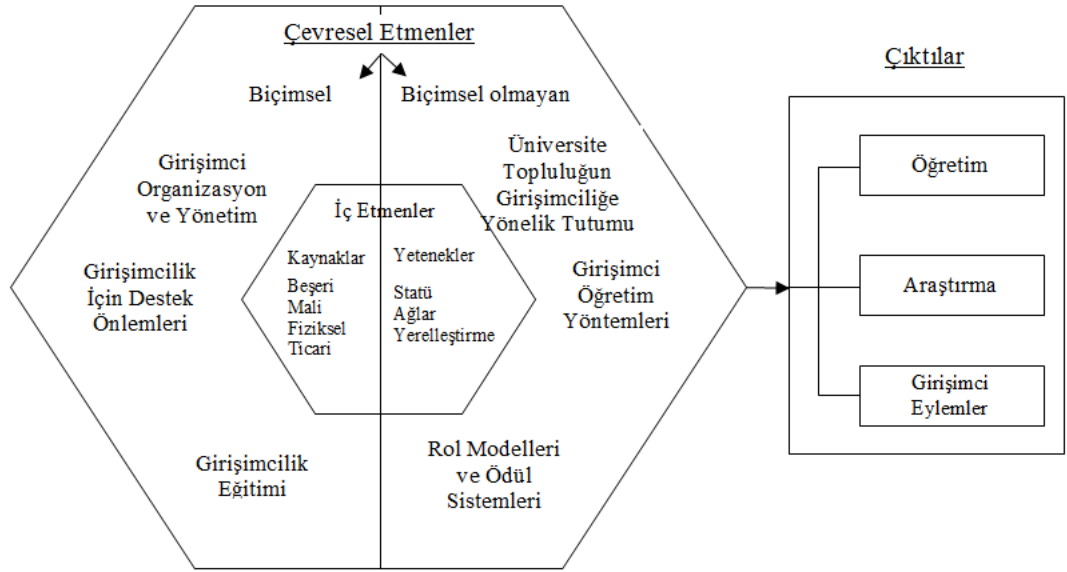 Çevresel Etmenler
Biçimsel
Biçimsel olmayan
Girişimci
Organizasyon
ve Yönetim
Üniversite
Topluluğun
Girişimciliğe
Yönelik Tutumu
Girişimcilik
İçin Destek
Önlemleri
İç Etmenler
Kaynaklar
Beşeri
Mali
Fiziksel
Ticari
Yetenekler
Statü
Ağlar
Yerelleştirme
Girişimci
Öğretim
Yöntemleri
Girişimcilik
Eğitimi
Rol Modelleri
ve Ödül
Sistemleri
Çıktılar
Öğretim
Araştırma
Girişimci
Eylemler